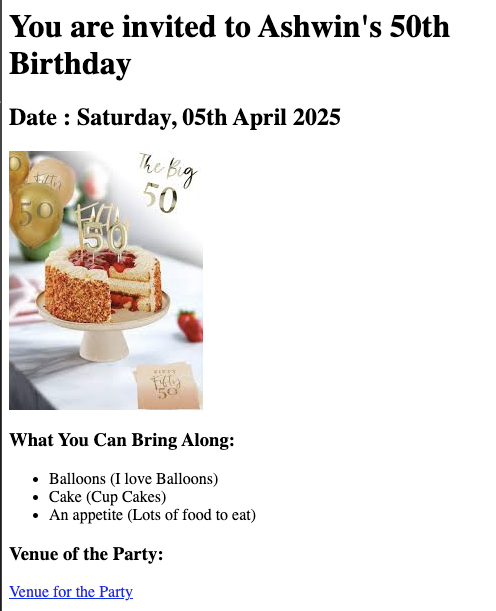 You are invited to Ashwin's 50th
Birthday
Date : Saturday, 05th April 2025
The Big
50
Fifty
50
Fifty
50
FIFTY
Fifty
50
What You Can Bring Along:
• Balloons (I love Balloons)
• Cake (Cup Cakes)
• An appetite (Lots of food to eat)
Venue of the Party:
Venue for the Party